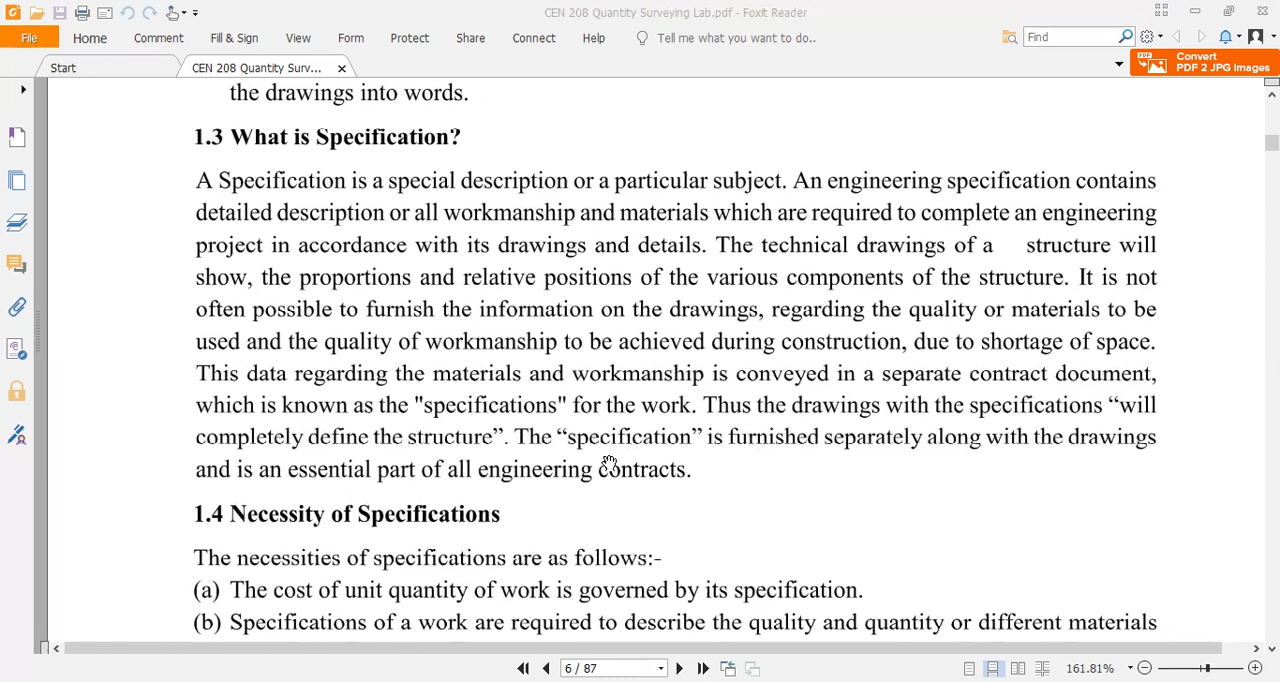 CEN 208 Quantity Surveying Lab.pdf - Foxit Reader
File Home Comment Fill & Sign View Form Protect Share Connect Help Tell me what you want to do.. Find
Start CEN 208 Quantity Surv... Convert
PDF 2 JPG Images
the drawings into words.
1.3 What is Specification?
A Specification is a special description or a particular subject. An engineering specification contains
detailed description or all workmanship and materials which are required to complete an engineering
project in accordance with its drawings and details. The technical drawings of a structure will
show, the proportions and relative positions of the various components of the structure. It is not
often possible to furnish the information on the drawings, regarding the quality or materials to be
used and the quality of workmanship to be achieved during construction, due to shortage of space.
This data regarding the materials and workmanship is conveyed in a separate contract document,
which is known as the "specifications" for the work. Thus the drawings with the specifications “will
completely define the structure”. The “specification” is furnished separately along with the drawings
and is an essential part of all engineering contracts.
1.4 Necessity of Specifications
The necessities of specifications are as follows:-
(a) The cost of unit quantity of work is governed by its specification.
(b) Specifications of a work are required to describe the quality and quantity or different materials
6 / 87 161.81%